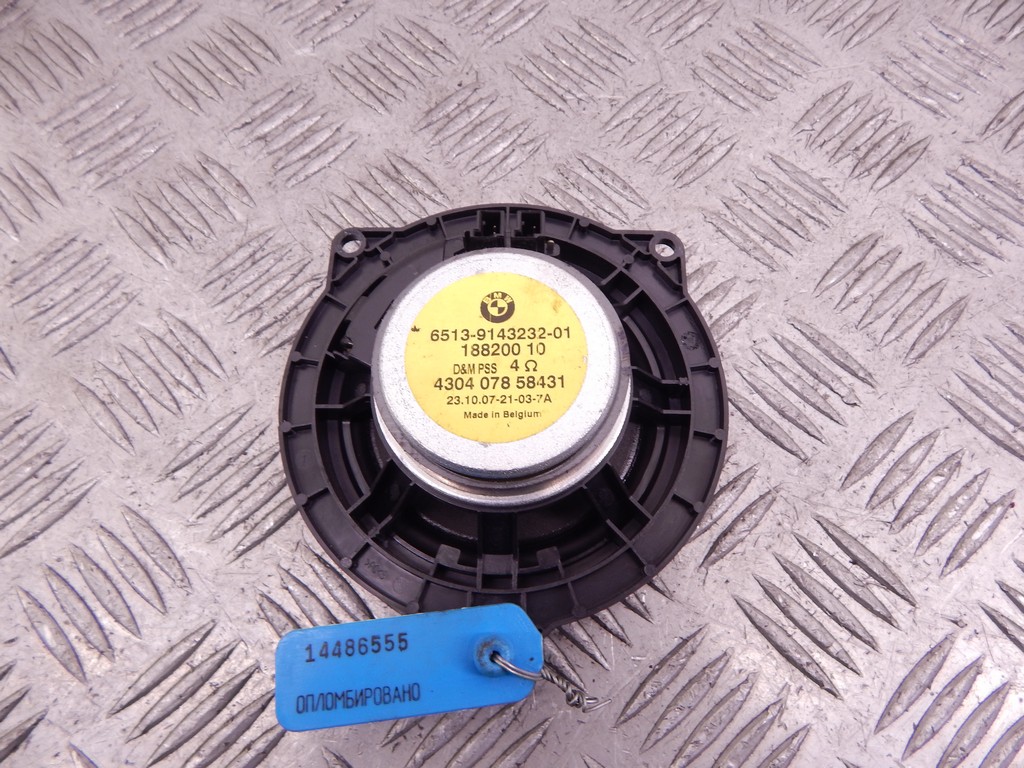 BMW
6513-9143232-01
188200 10
D&M PSS 4 Ω
4304 078 58431
23.10.07-21-03-7A
Made in Belgium
14486555
ОПЛОМБИРОВАНО